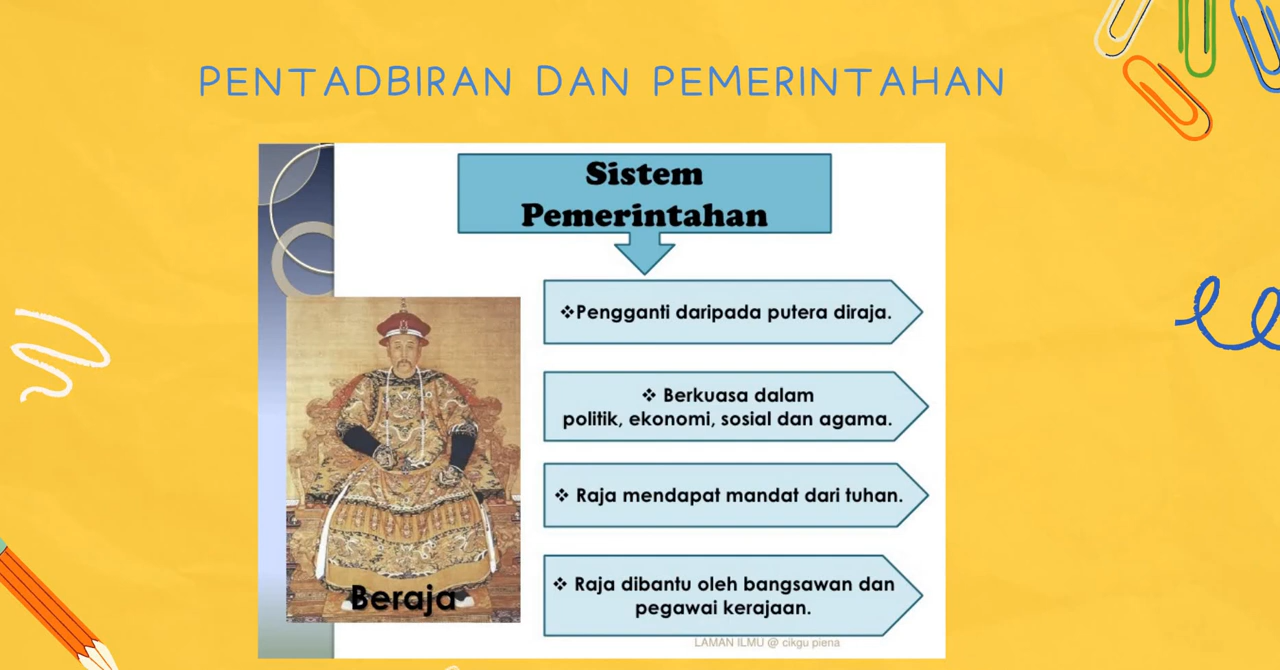 PENTADBIRAN DAN PEMERINTAHAN
Sistem
Pemerintahan
❖Pengganti daripada putera diraja.
❖ Berkuasa dalam
politik, ekonomi, sosial dan agama.
❖ Raja mendapat mandat dari tuhan.
❖ Raja dibantu oleh bangsawan dan
pegawai kerajaan.
Beraja
LAMAN ILMU @ cikgu piena